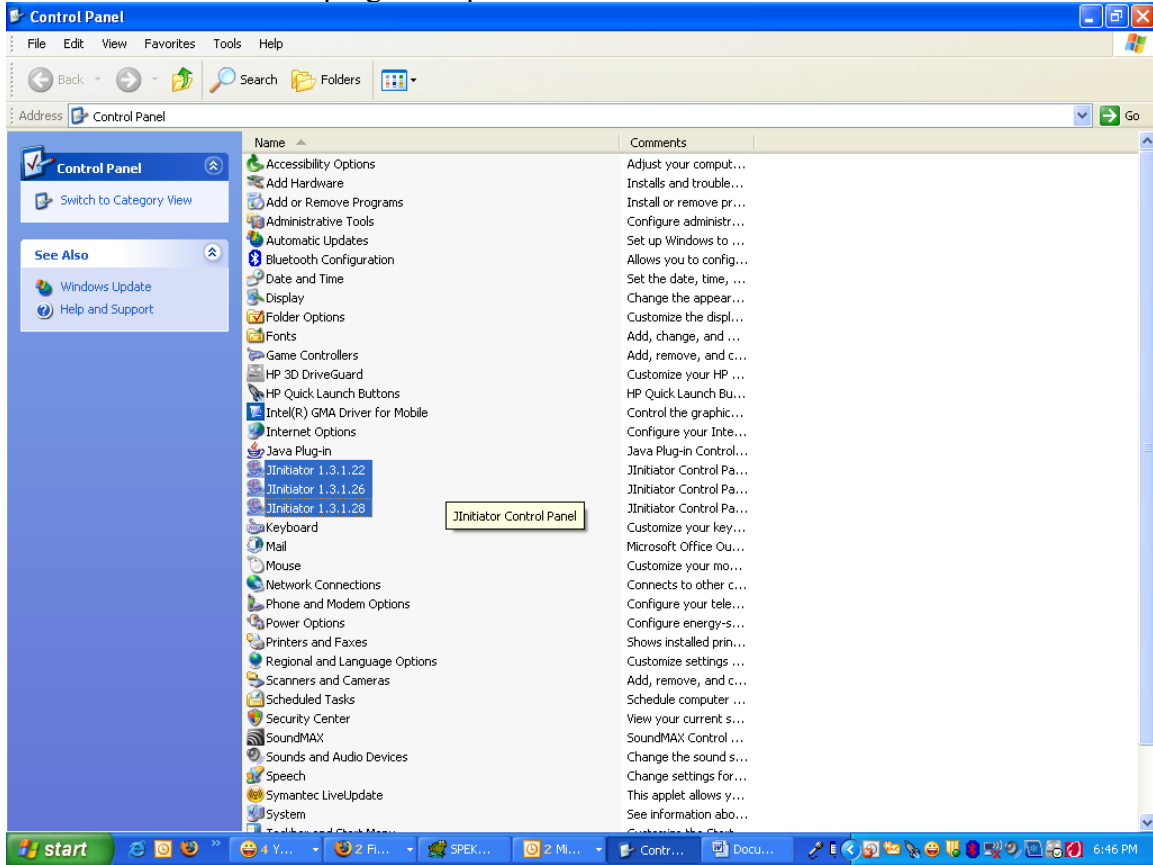 Control Panel
File Edit View Favorites Tools Help
Back Search Folders
Address Control Panel Go
Control Panel
Switch to Category View
See Also
Windows Update
Help and Support
Name Comments
Accessibility Options Adjust your comput...
Add Hardware Installs and trouble...
Add or Remove Programs Install or remove pr...
Administrative Tools Configure administr...
Automatic Updates Set up Windows to ...
Bluetooth Configuration Allows you to config...
Date and Time Set the date, time, ...
Display Change the appear...
Folder Options Customize the displ...
Fonts Add, change, and ...
Game Controllers Add, remove, and c...
HP 3D DriveGuard Customize your HP ...
HP Quick Launch Buttons HP Quick Launch Bu...
Intel(R) GMA Driver for Mobile Control the graphic...
Internet Options Configure your Inte...
Java Plug-in Java Plug-in Control...
JInitiator 1.3.1.22 JInitiator Control Pa...
JInitiator 1.3.1.26 JInitiator Control Pa...
JInitiator 1.3.1.28 JInitiator Control Pa...
JInitiator Control Panel
Keyboard Customize your key...
Mail Microsoft Office Ou...
Mouse Customize your mo...
Network Connections Connects to other c...
Phone and Modem Options Configure your tele...
Power Options Configure energy-s...
Printers and Faxes Shows installed prin...
Regional and Language Options Customize settings ...
Scanners and Cameras Add, remove, and c...
Scheduled Tasks Schedule computer ...
Security Center View your current s...
SoundMAX SoundMAX Control ...
Sounds and Audio Devices Change the sound s...
Speech Change settings for...
Symantec LiveUpdate This applet allows y...
System See information abo...
start 4 Y... 2 Fi... SPEK... 2 Mi... Contr... Docu... 6:46 PM